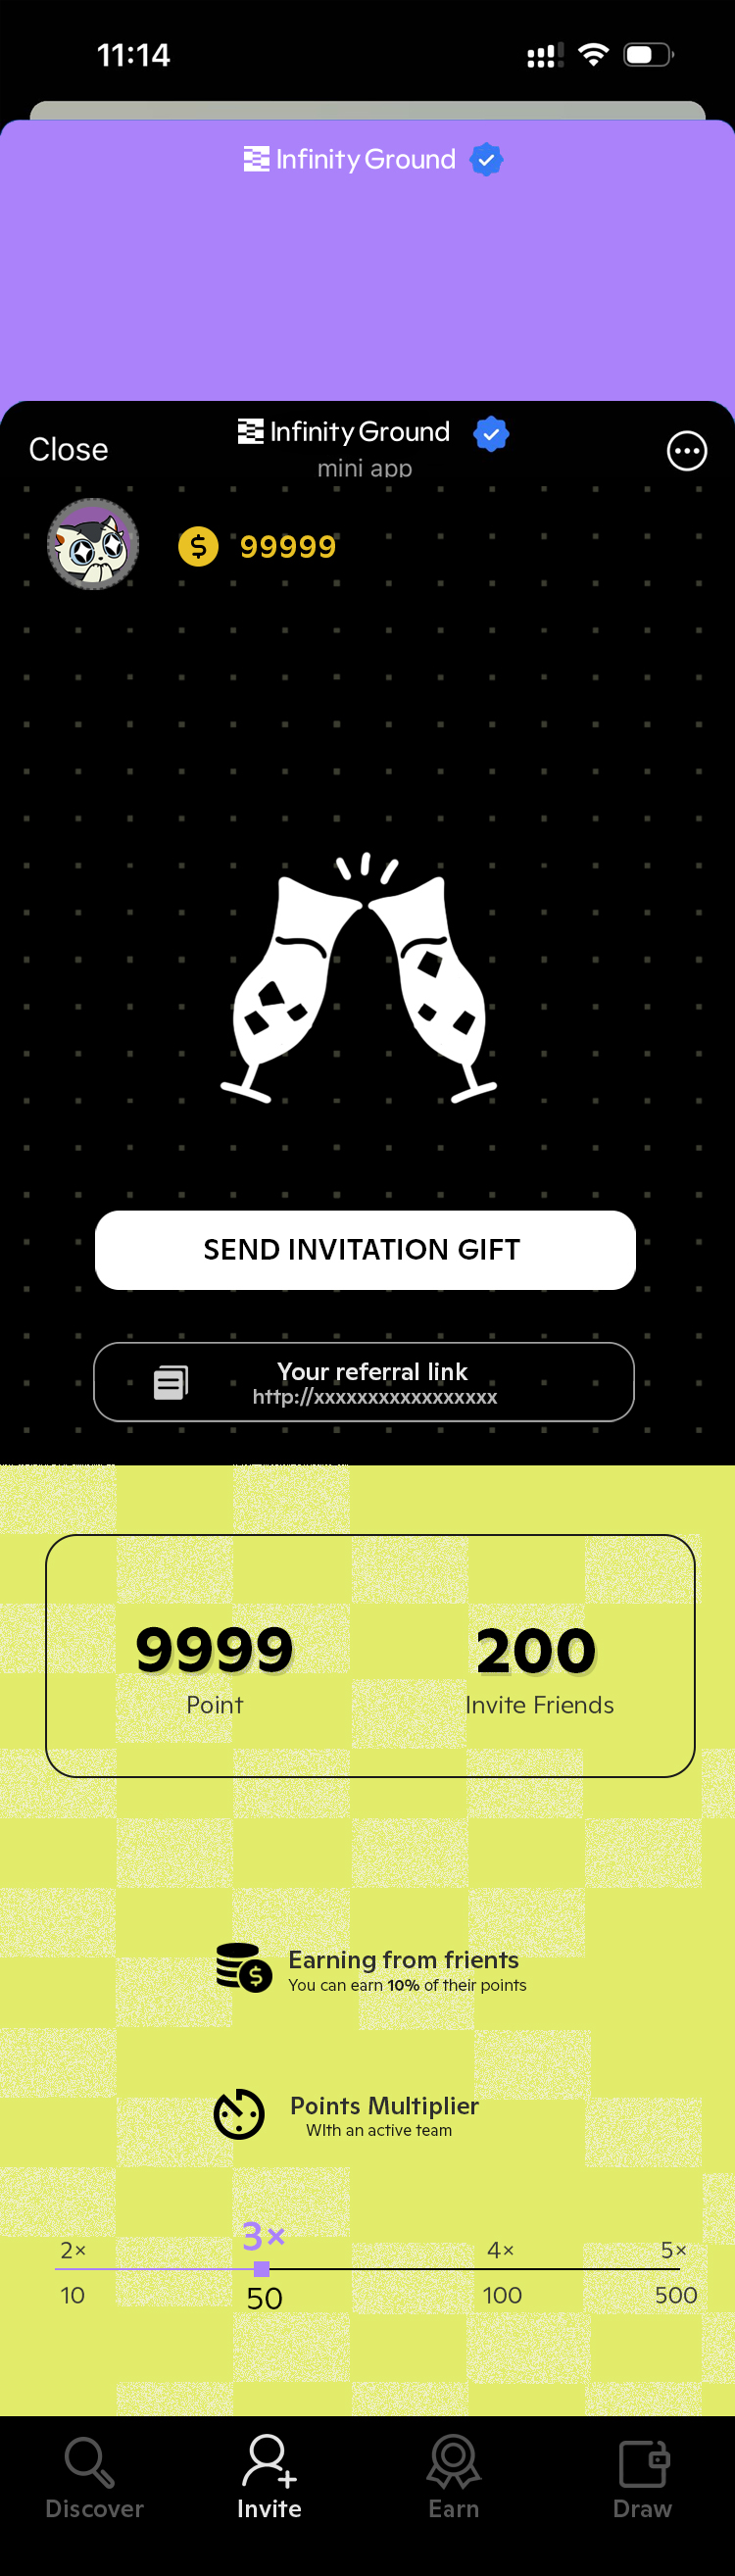 11:14
Infinity Ground
Close
Infinity Ground
mini app
99999
SEND INVITATION GIFT
Your referral link
http://xxxxxxxxxxxxxxxxx
9999
200
Point
Invite Friends
Earning from frients
You can earn 10% of their points
Points Multiplier
WIth an active team
2× 3× 4× 5×
10 50 100 500
Discover Invite Earn Draw